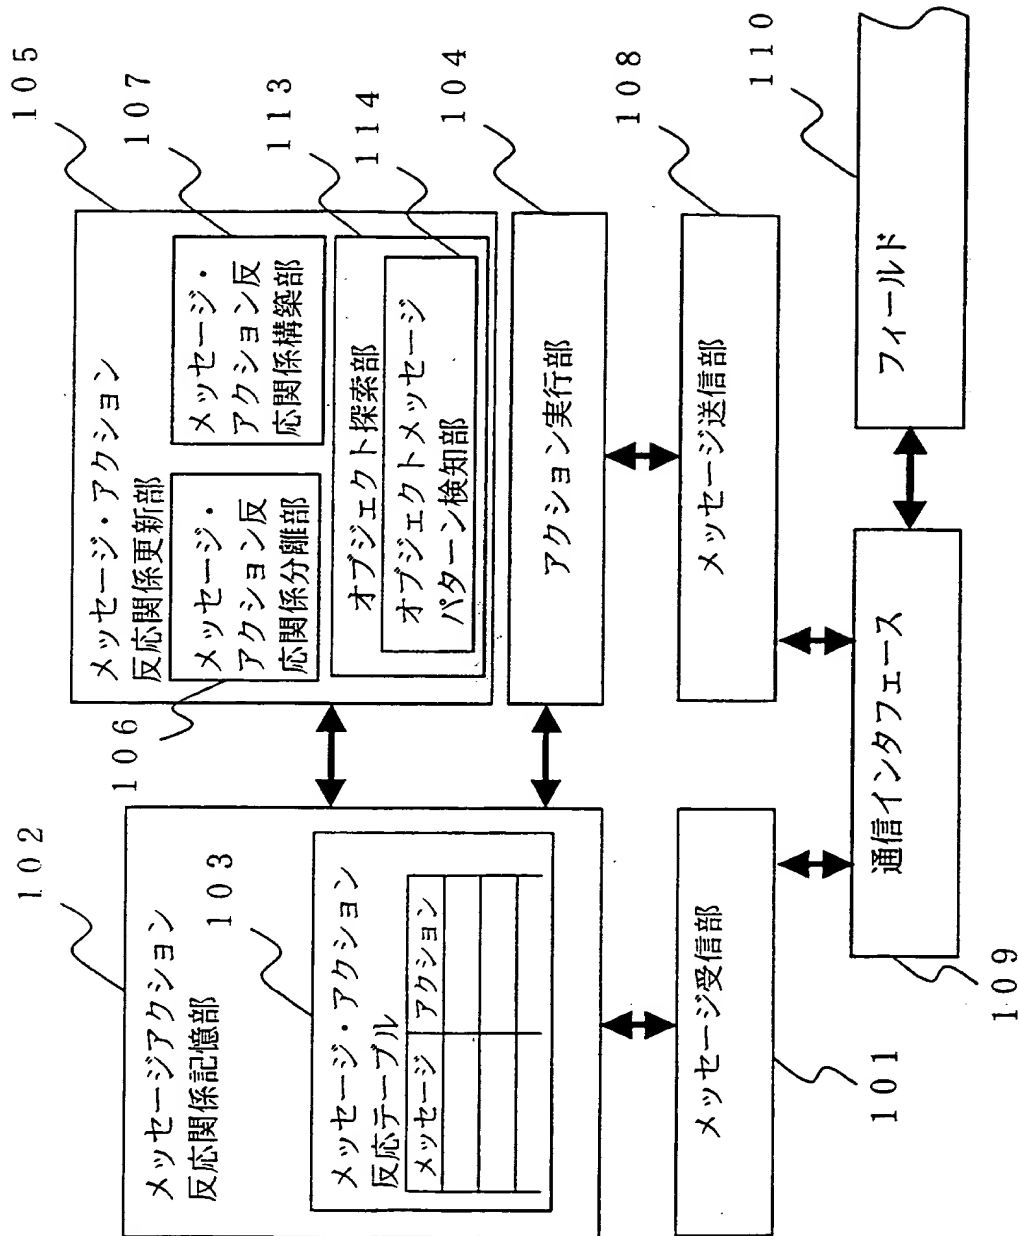 102
メッセージアクション
反応関係記憶部
103
メッセージ・アクション
反応テーブル
メッセージ
アクション
105
メッセージ・アクション
反応関係更新部
106
メッセージ・
アクション反
応関係分離部
107
メッセージ・
アクション反
応関係構築部
113
オブジェクト探索部
114
オブジェクトメッセージ
パターン検知部
104
アクション実行部
メッセージ受信部
101
メッセージ送信部
108
通信インタフェース
109
フィールド
110